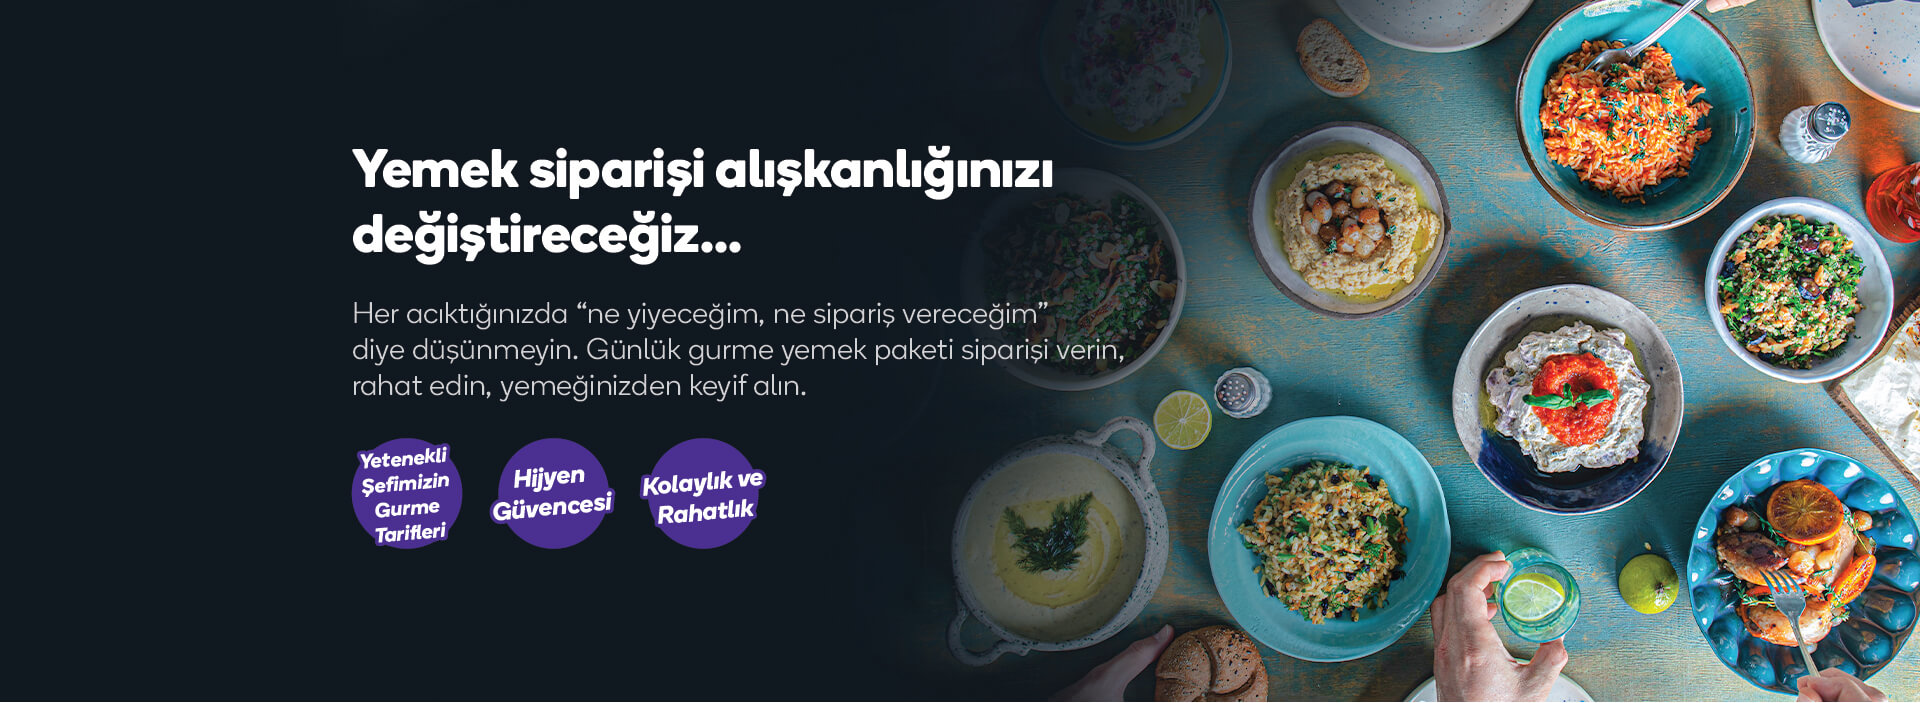 Yemek siparişi alışkanlığınızı
değiştireceğiz...
Her acıktığınızda “ne yiyeceğim, ne sipariş vereceğim”
diye düşünmeyin. Günlük gurme yemek paketi siparişi verin,
rahat edin, yemeğinizden keyif alın.
Yetenekli
Şefimizin
Gurme
Tarifleri
Hijyen
Güvencesi
Kolaylık ve
Rahatlık